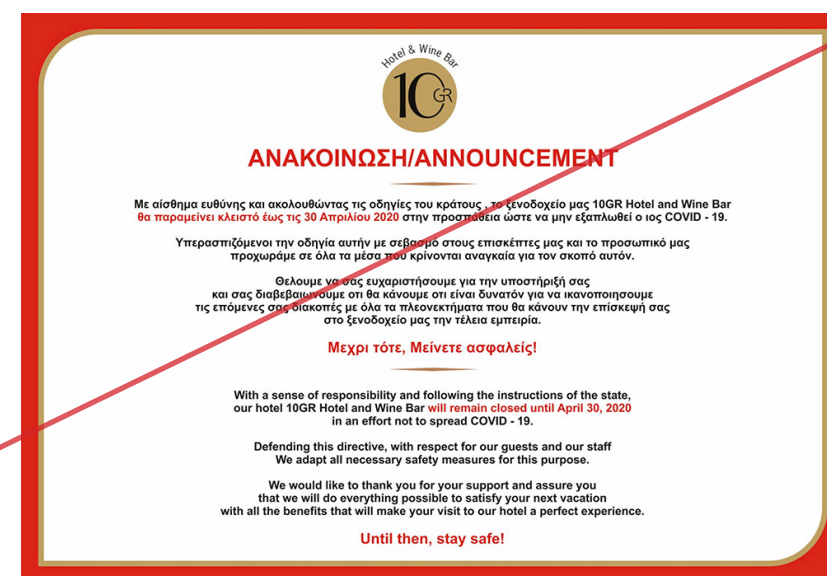 Hotel & Wine Bar
10GR
ΑΝΑΚΟΙΝΩΣΗ/ANNOUNCEMENT
Με αίσθημα ευθύνης και ακολουθώντας τις οδηγίες του κράτους , το ξενοδοχείο μας 10GR Hotel and Wine Bar
θα παραμείνει κλειστό έως τις 30 Απριλίου 2020 στην προσπάθεια ώστε να μην εξαπλωθεί ο ιος COVID - 19.
Υπερασπιζόμενοι την οδηγία αυτήν με σεβασμό στους επισκέπτες μας και το προσωπικό μας
προχωράμε σε όλα τα μέσα που κρίνονται αναγκαία για τον σκοπό αυτόν.
Θελουμε να σας ευχαριστήσουμε για την υποστήριξή σας
και σας διαβεβαιωνουμε οτι θα κάνουμε οτι είναι δυνατόν για να ικανοποιησουμε
τις επόμενες σας διακοπές με όλα τα πλεονεκτήματα που θα κάνουν την επίσκεψή σας
στο ξενοδοχείο μας την τέλεια εμπειρία.
Μεχρι τότε, Μείνετε ασφαλείς!
With a sense of responsibility and following the instructions of the state,
our hotel 10GR Hotel and Wine Bar will remain closed until April 30, 2020
in an effort not to spread COVID - 19.
Defending this directive, with respect for our guests and our staff
We adapt all necessary safety measures for this purpose.
We would like to thank you for your support and assure you
that we will do everything possible to satisfy your next vacation
with all the benefits that will make your visit to our hotel a perfect experience.
Until then, stay safe!